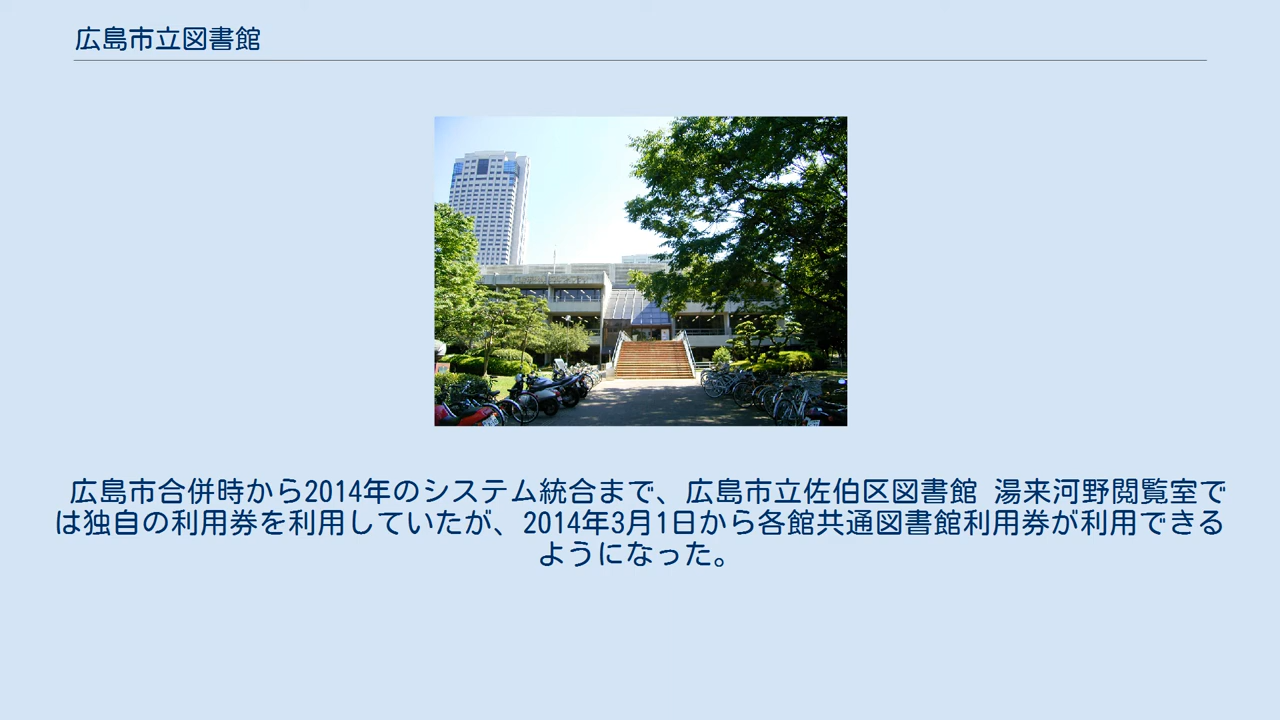 広島市立図書館
広島市合併時から2014年のシステム統合まで、広島市立佐伯区図書館 湯来河野閲覧室で
は独自の利用券を利用していたが、2014年3月1日から各館共通図書館利用券が利用できる
ようになった。